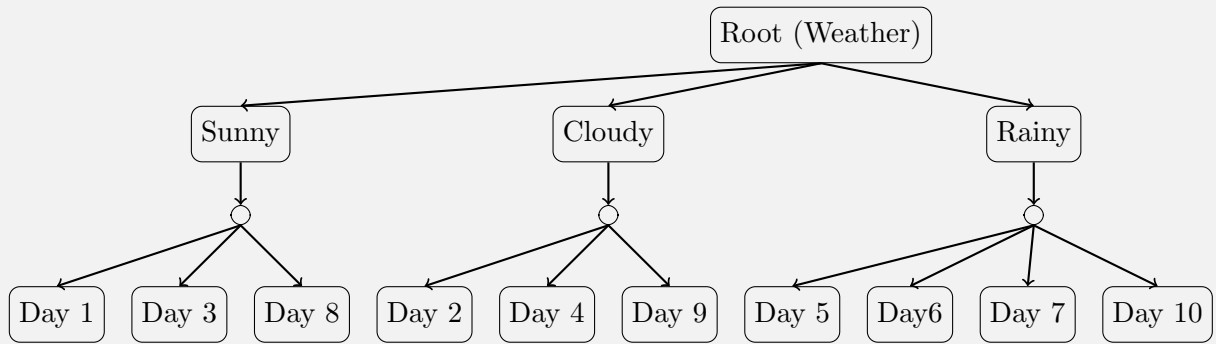 Root (Weather)
Sunny
Cloudy
Rainy
Day 1
Day 3
Day 8
Day 2
Day 4
Day 9
Day 5
Day6
Day 7
Day 10